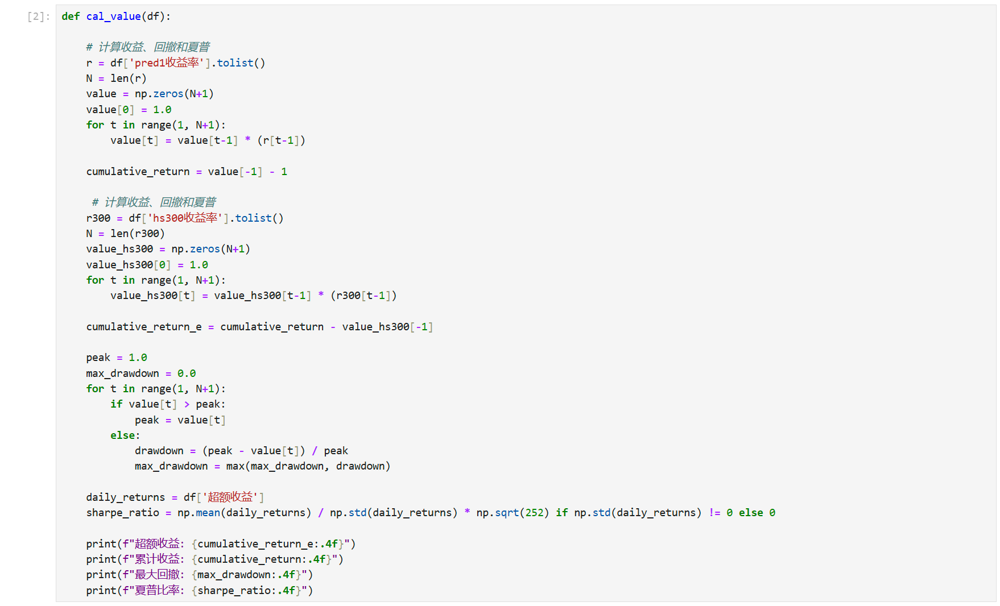 [2]: def cal_value(df):
# 计算收益、回撤和夏普
r = df['pred1收益率'].tolist()
N = len(r)
value = np.zeros(N+1)
value[0] = 1.0
for t in range(1, N+1):
value[t] = value[t-1] * (r[t-1])
cumulative_return = value[-1] - 1
# 计算收益、回撤和夏普
r300 = df['hs300收益率'].tolist()
N = len(r300)
value_hs300 = np.zeros(N+1)
value_hs300[0] = 1.0
for t in range(1, N+1):
value_hs300[t] = value_hs300[t-1] * (r300[t-1])
cumulative_return_e = cumulative_return - value_hs300[-1]
peak = 1.0
max_drawdown = 0.0
for t in range(1, N+1):
if value[t] > peak:
peak = value[t]
else:
drawdown = (peak - value[t]) / peak
max_drawdown = max(max_drawdown, drawdown)
daily_returns = df['超额收益']
sharpe_ratio = np.mean(daily_returns) / np.std(daily_returns) * np.sqrt(252) if np.std(daily_returns) != 0 else 0
print(f"超额收益: {cumulative_return_e:.4f}")
print(f"累计收益: {cumulative_return:.4f}")
print(f"最大回撤: {max_drawdown:.4f}")
print(f"夏普比率: {sharpe_ratio:.4f}")